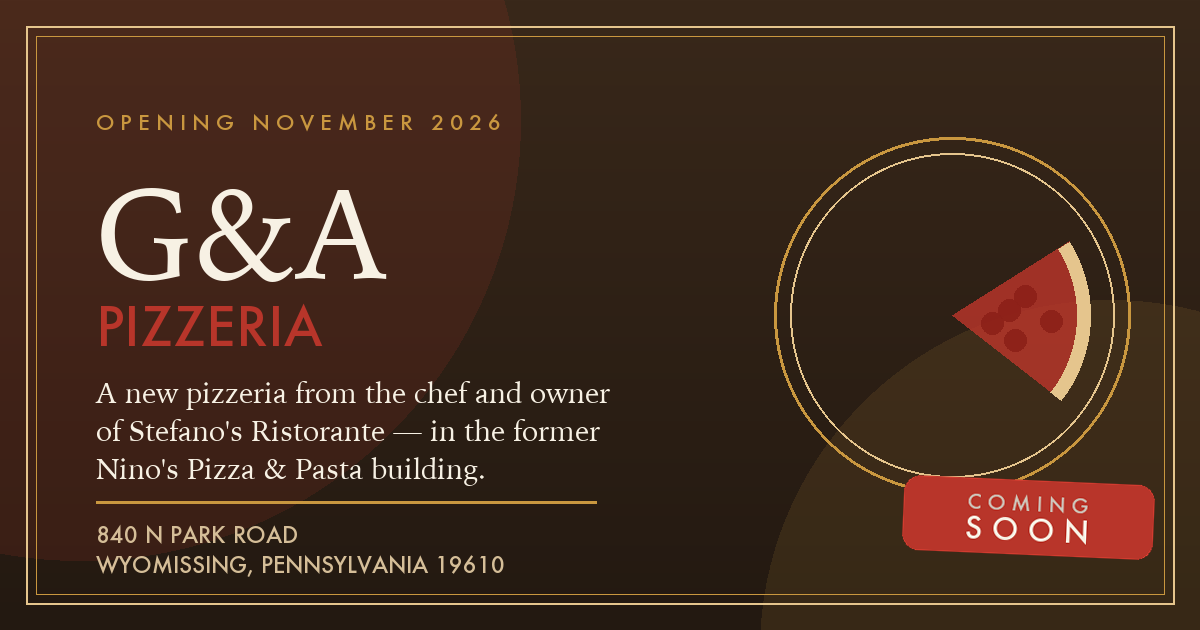 OPENING NOVEMBER 2026
G&A
PIZZERIA
A new pizzeria from the chef and owner
of Stefano's Ristorante — in the former
Nino's Pizza & Pasta building.
840 N PARK ROAD
WYOMISSING, PENNSYLVANIA 19610
COMING
SOON